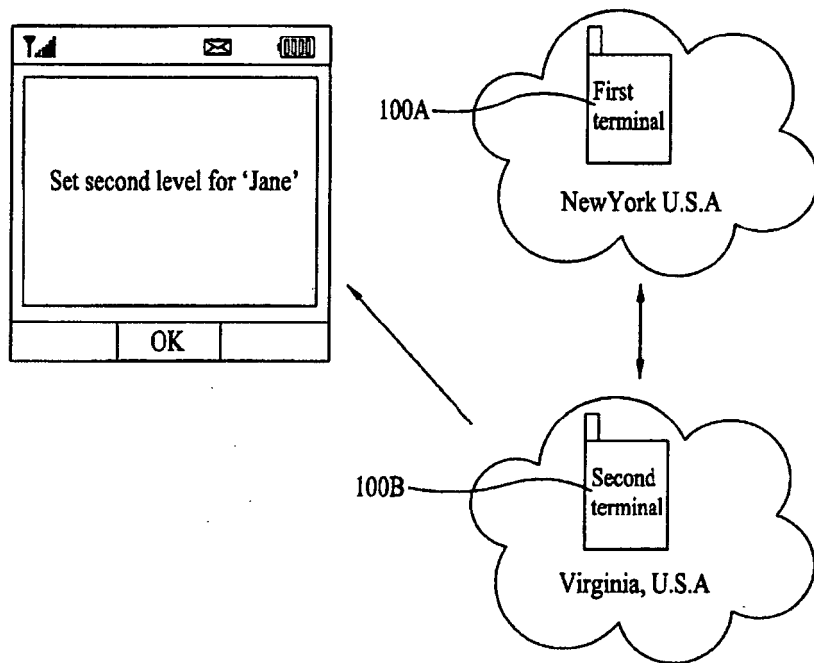 Set second level for ‘Jane’
OK
100A
First
terminal
NewYork U.S.A
100B
Second
terminal
Virginia, U.S.A